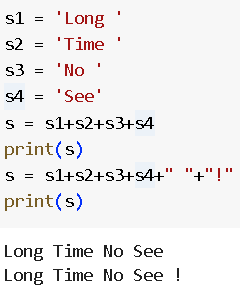 s1 = 'Long '
s2 = 'Time '
s3 = 'No '
s4 = 'See'
s = s1+s2+s3+s4
print(s)
s = s1+s2+s3+s4+" "+"!"
print(s)
Long Time No See
Long Time No See !